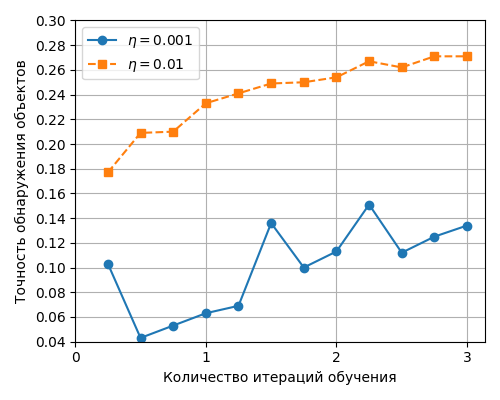 0.30
0.28
0.26
0.24
0.22
0.20
0.18
0.16
0.14
0.12
0.10
0.08
0.06
0.04
Точность обнаружения объектов
η = 0.001
η = 0.01
0 1 2 3
Количество итераций обучения